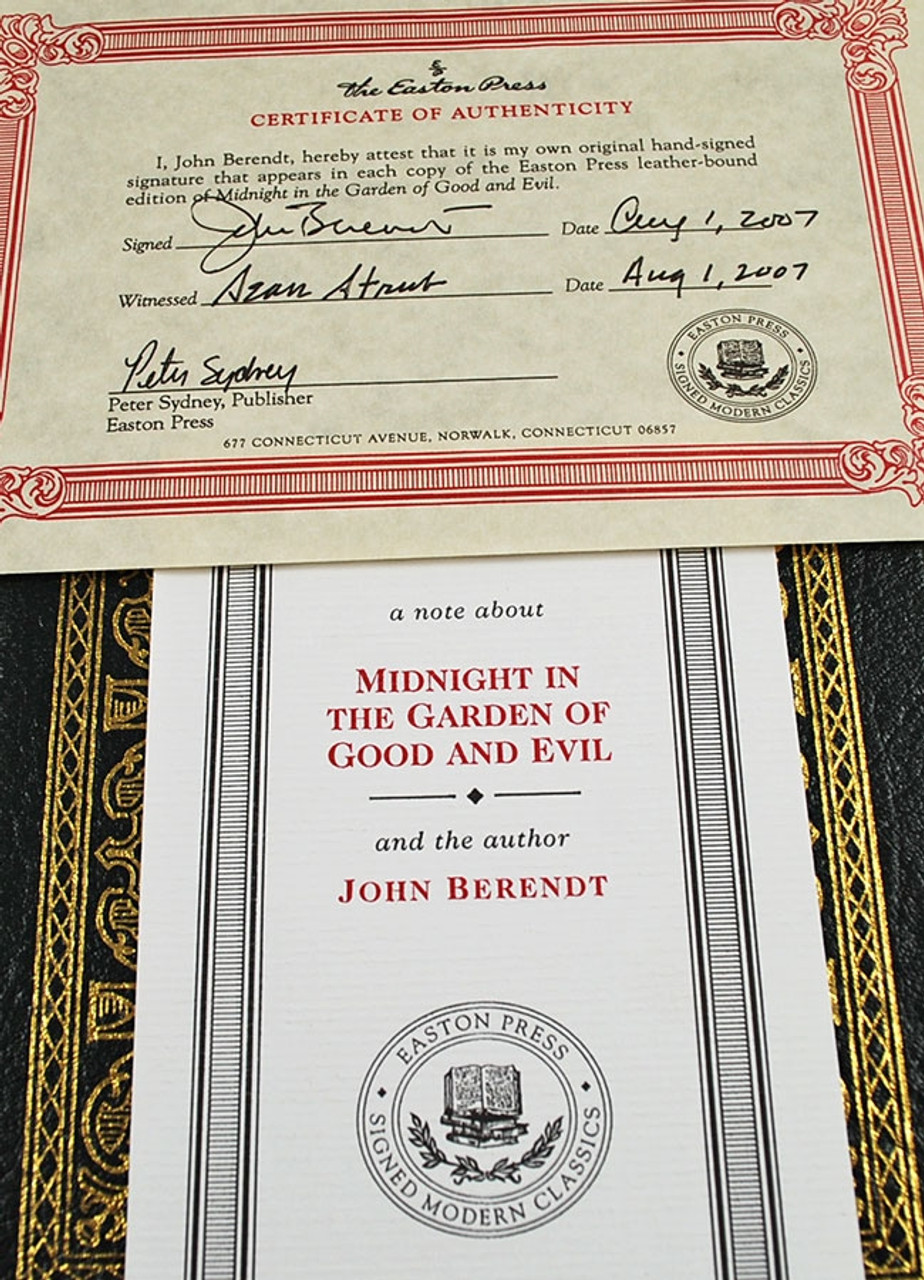 the Easton Press
CERTIFICATE OF AUTHENTICITY
I, John Berendt, hereby attest that it is my own original hand-signed
signature that appears in each copy of the Easton Press leather-bound
edition of Midnight in the Garden of Good and Evil.
Signed John Berendt Date Aug 1, 2007
Witnessed Date Aug 1, 2007
Peter Sydney
Peter Sydney, Publisher
Easton Press
EASTON PRESS
SIGNED MODERN CLASSICS
677 CONNECTICUT AVENUE, NORWALK, CONNECTICUT 06857
a note about
MIDNIGHT IN
THE GARDEN OF
GOOD AND EVIL
and the author
JOHN BERENDT
EASTON PRESS
SIGNED MODERN CLASSICS